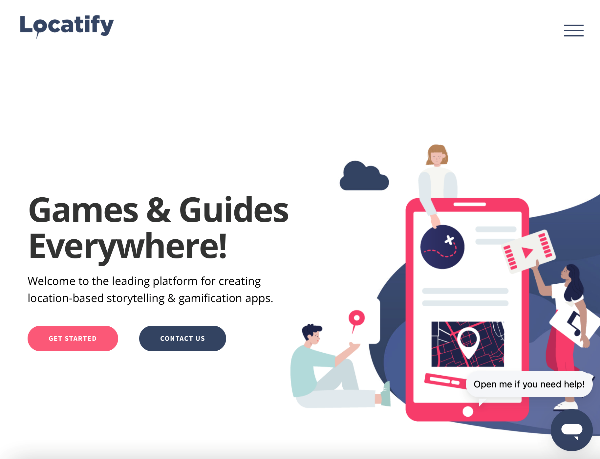 Locatify
Games & Guides
Everywhere!
Welcome to the leading platform for creating
location-based storytelling & gamification apps.
GET STARTED
CONTACT US
Open me if you need help!